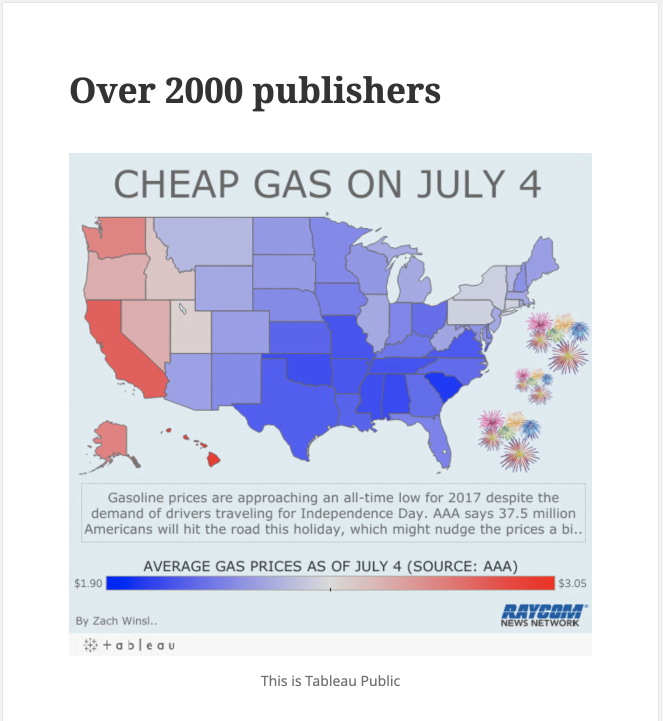 Over 2000 publishers
CHEAP GAS ON JULY 4
Gasoline prices are approaching an all-time low for 2017 despite the
demand of drivers traveling for Independence Day. AAA says 37.5 million
Americans will hit the road this holiday, which might nudge the prices a bi..
AVERAGE GAS PRICES AS OF JULY 4 (SOURCE: AAA)
$1.90 $3.05
By Zach Winsl..
RAYCOM
NEWS NETWORK
+ableau
This is Tableau Public